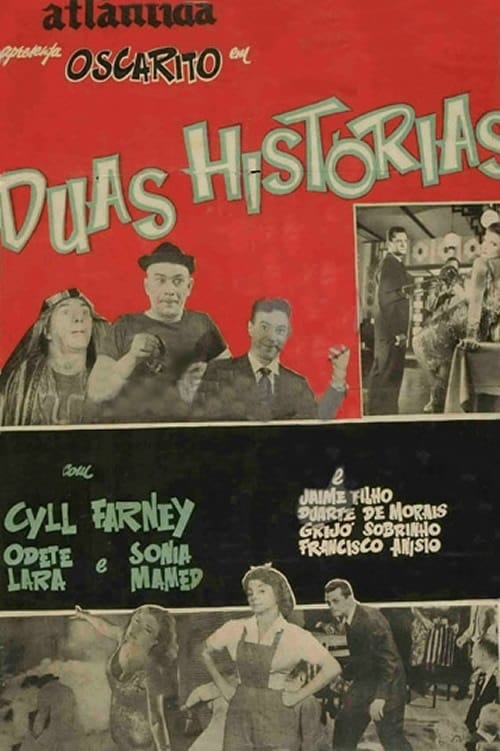 atlantida
apresenta
OSCARITO em
DUAS HISTÓRIAS
com
CYLL FARNEY
ODETE LARA e SONIA MAMED
e
JAIME FILHO
DUARTE DE MORAIS
GRIJÓ SOBRINHO
FRANCISCO ANISIO